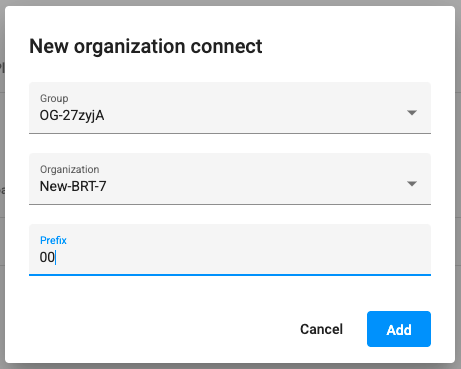 New organization connect
Group
OG-27zyjA
Organization
New-BRT-7
Prefix
00
Cancel
Add